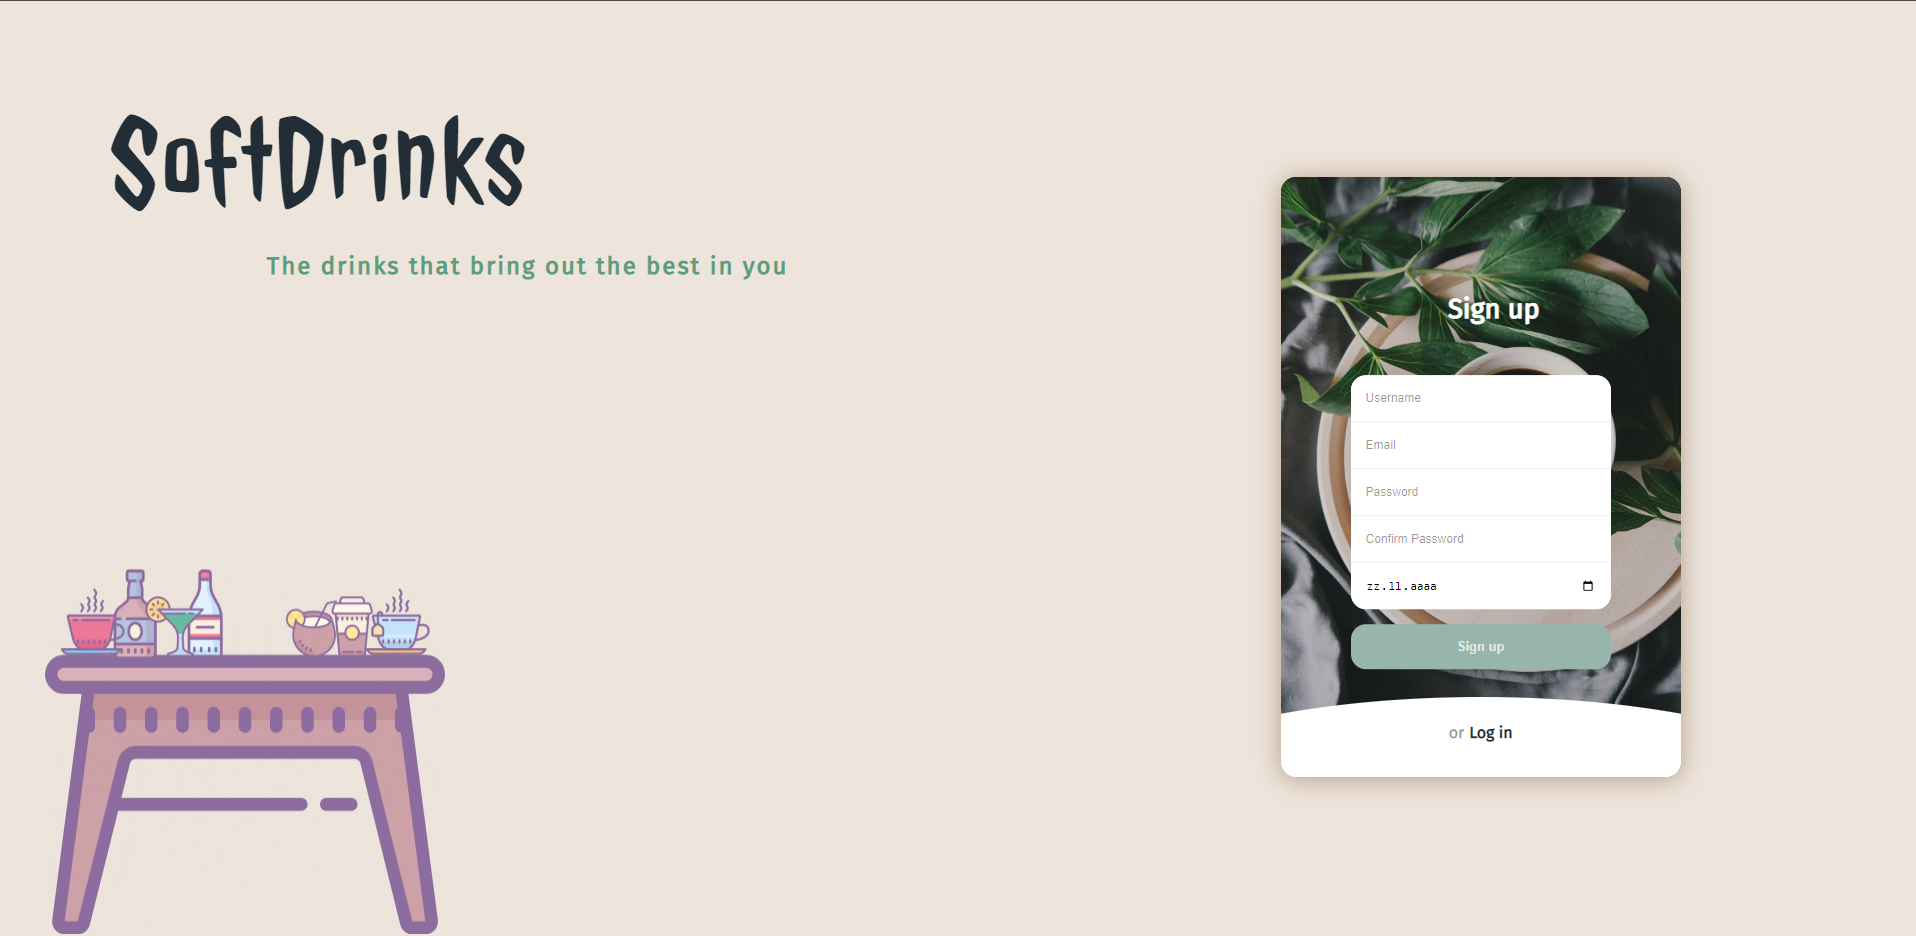 SoftDrinks
The drinks that bring out the best in you
Sign up
Username
Email
Password
Confirm Password
zz.ll.aaaa
Sign up
or Log in